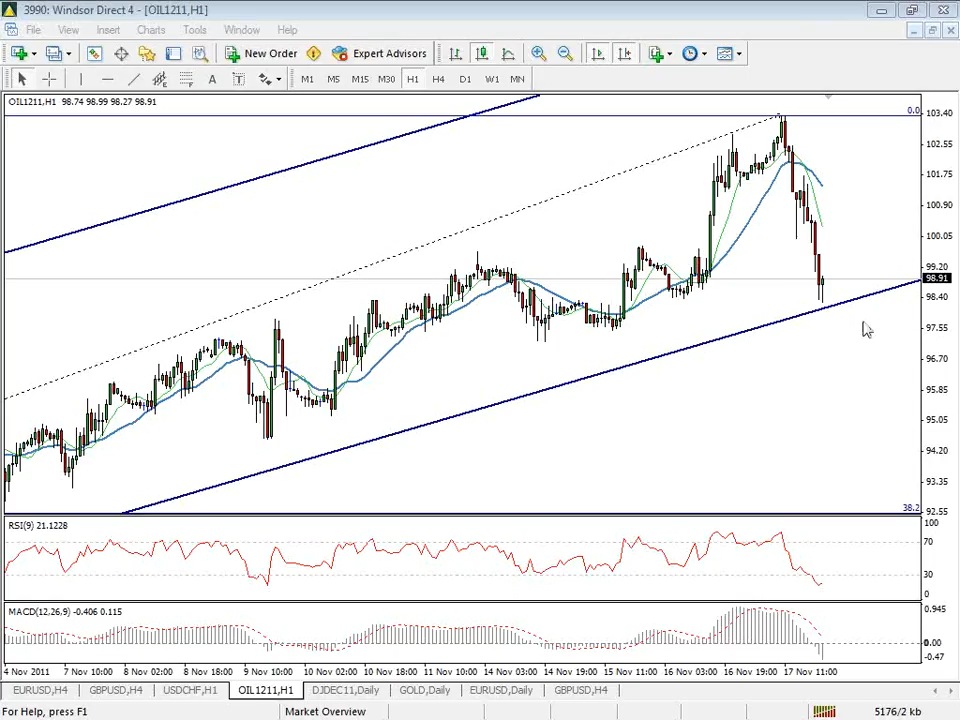 3990: Windsor Direct 4 - [OIL1211,H1]
File View Insert Charts Tools Window Help
New Order Expert Advisors
A T M1 M5 M15 M30 H1 H4 D1 W1 MN
OIL1211,H1 98.74 98.99 98.27 98.91
0.0
103.40
102.55
101.75
100.90
100.05
99.20
98.91
98.40
97.55
96.70
95.85
95.05
94.20
93.35
38.2
92.55
RSI(9) 21.1228
100
70
30
0
MACD(12,26,9) -0.406 0.115
0.945
0.00
-0.47
4 Nov 2011 7 Nov 10:00 8 Nov 02:00 8 Nov 18:00 9 Nov 10:00 10 Nov 02:00 10 Nov 18:00 11 Nov 10:00 14 Nov 03:00 14 Nov 19:00 15 Nov 11:00 16 Nov 03:00 16 Nov 19:00 17 Nov 11:00
EURUSD,H4 GBPUSD,H4 USDCHF,H1 OIL1211,H1 DJDEC11,Daily GOLD,Daily EURUSD,Daily GBPUSD,H4
For Help, press F1 Market Overview 5176/2 kb